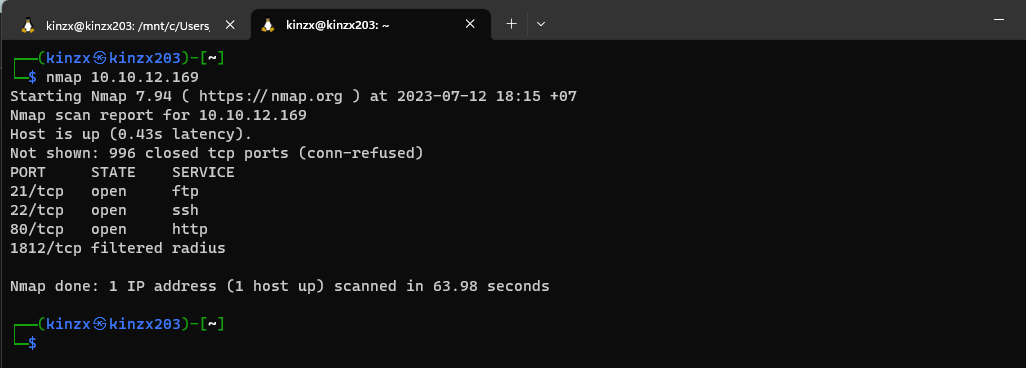 kinzx@kinzx203: /mnt/c/Users, kinzx@kinzx203: ~
┌──(kinzx㉿kinzx203)-[~]
└─$ nmap 10.10.12.169
Starting Nmap 7.94 ( https://nmap.org ) at 2023-07-12 18:15 +07
Nmap scan report for 10.10.12.169
Host is up (0.43s latency).
Not shown: 996 closed tcp ports (conn-refused)
PORT     STATE    SERVICE
21/tcp   open     ftp
22/tcp   open     ssh
80/tcp   open     http
1812/tcp filtered radius
Nmap done: 1 IP address (1 host up) scanned in 63.98 seconds
┌──(kinzx㉿kinzx203)-[~]
└─$